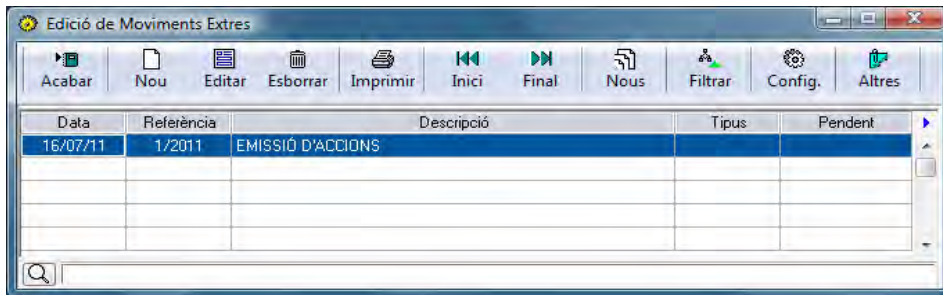 Edició de Moviments Extres
Acabar Nou Editar Esborrar Imprimir Inici Final Nous Filtrar Config. Altres
Data Referència Descripció Tipus Pendent
16/07/11 1/2011 EMISSIÓ D'ACCIONS